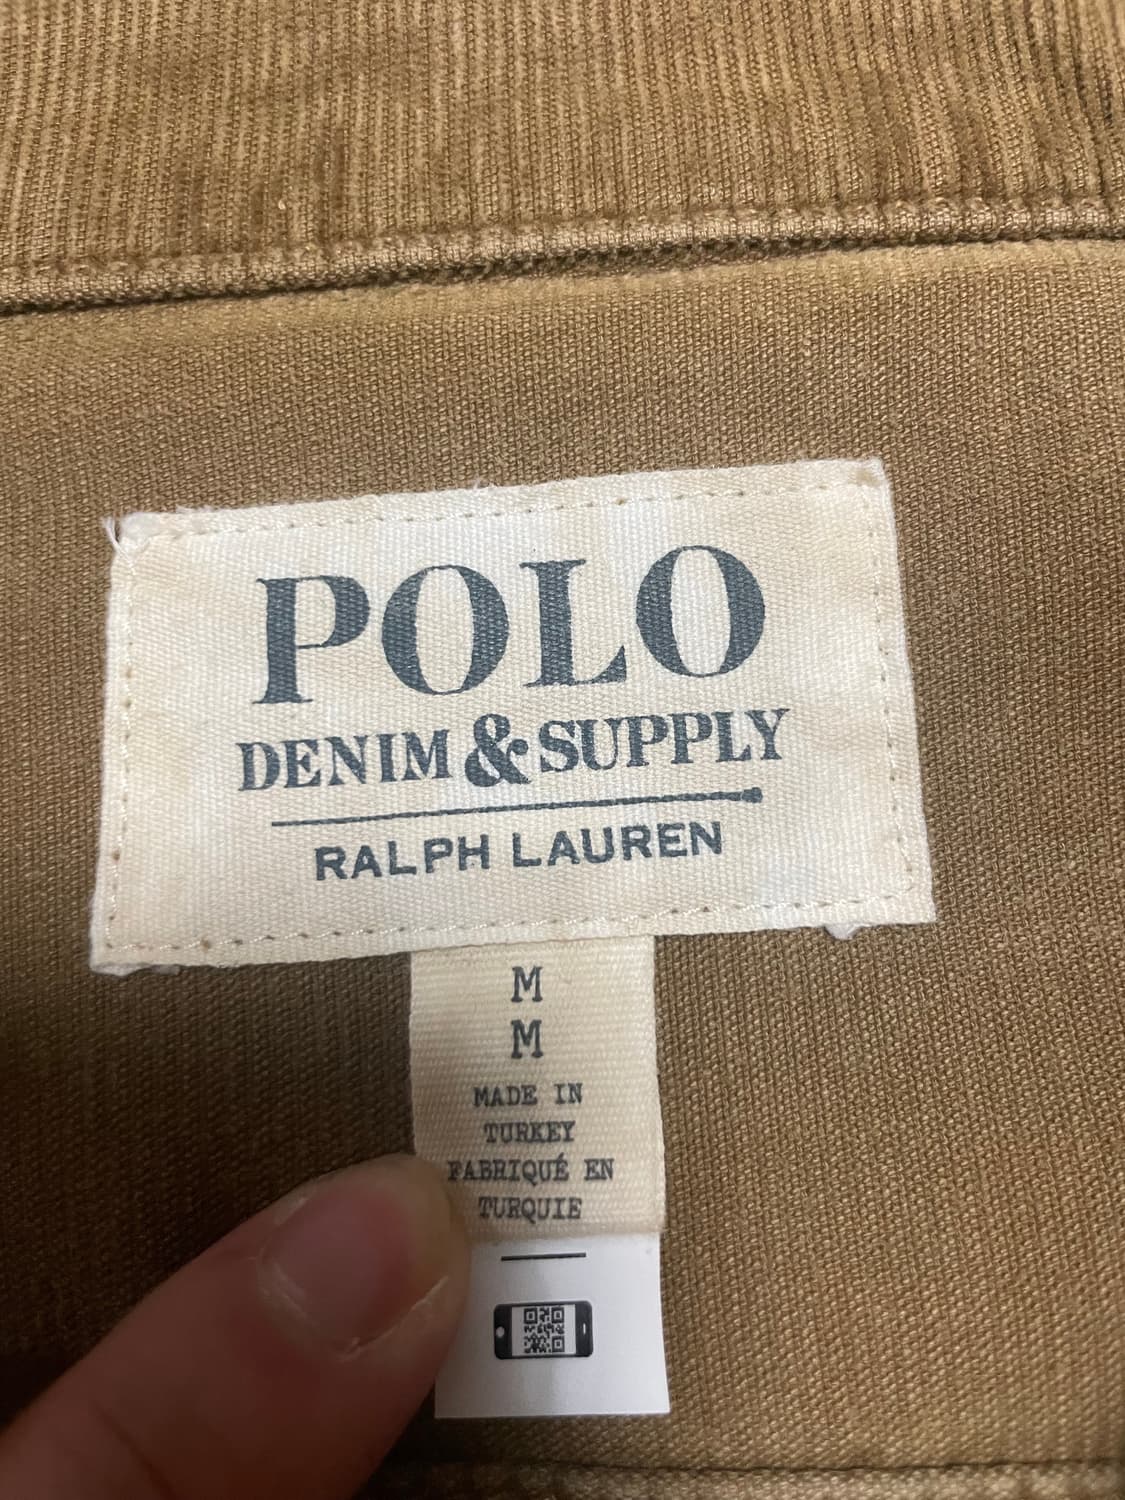 POLO
DENIM & SUPPLY
RALPH LAUREN
M
M
MADE IN
TURKEY
FABRIQUÉ EN
TURQUIE